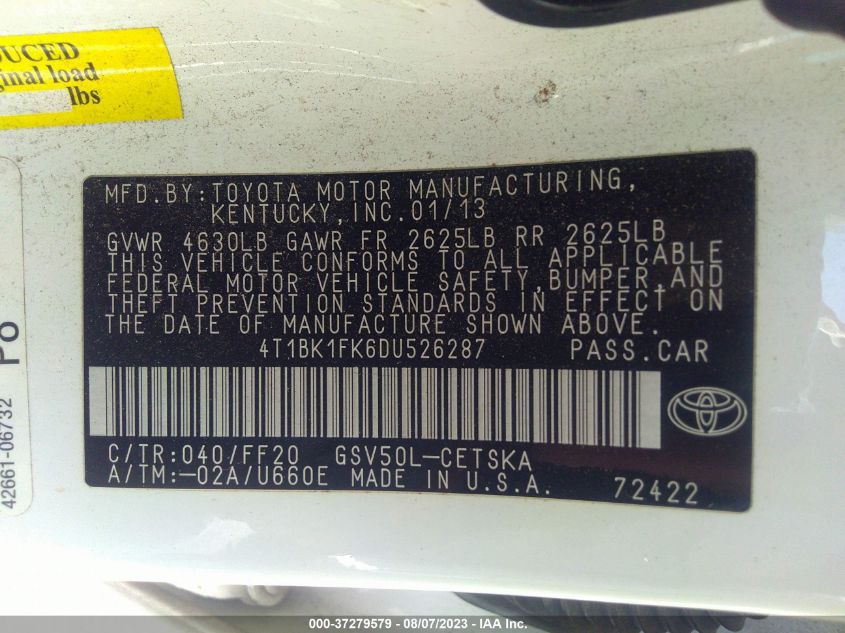 DUCED
ginal load
lbs
MFD.BY:TOYOTA MOTOR MANUFACTURING,
KENTUCKY,INC.01/13
GVWR 4630LB GAWR FR 2625LB RR 2625LB
THIS VEHICLE CONFORMS TO ALL APPLICABLE
FEDERAL MOTOR VEHICLE SAFETY,BUMPER,AND
THEFT PREVENTION STANDARDS IN EFFECT ON
THE DATE OF MANUFACTURE SHOWN ABOVE.
4T1BK1FK6DU526287 PASS.CAR
C/TR:040/FF20 GSV50L-CETSKA
A/TM:-02A/U660E MADE IN U.S.A. 72422
42661-06732 PO
000-37279579 - 08/07/2023 - IAA Inc.